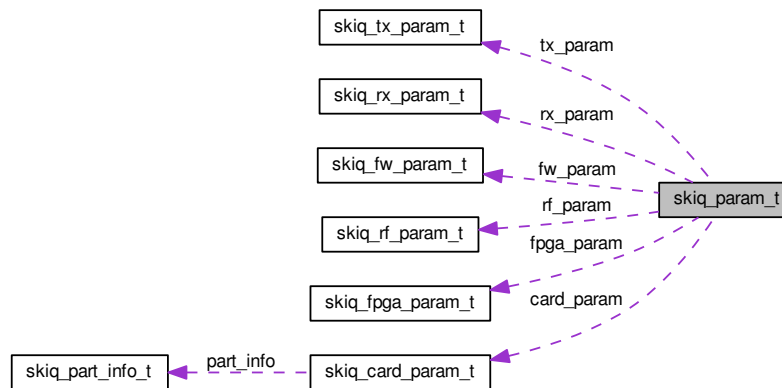 skiq_tx_param_t
tx_param
skiq_rx_param_t
rx_param
skiq_fw_param_t
fw_param
skiq_param_t
rf_param
skiq_rf_param_t
fpga_param
skiq_fpga_param_t
card_param
part_info
skiq_part_info_t
skiq_card_param_t